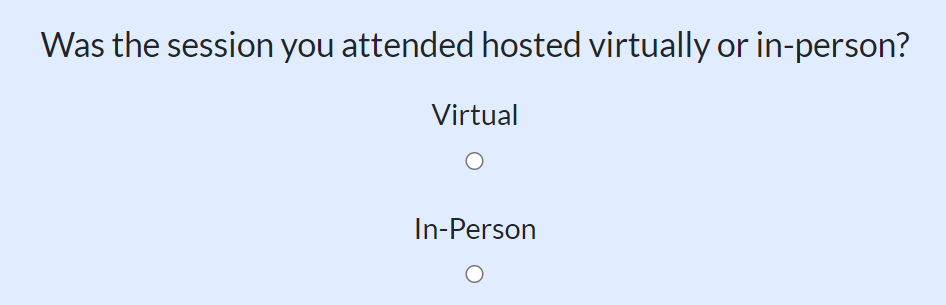 Was the session you attended hosted virtually or in-person?
Virtual
In-Person